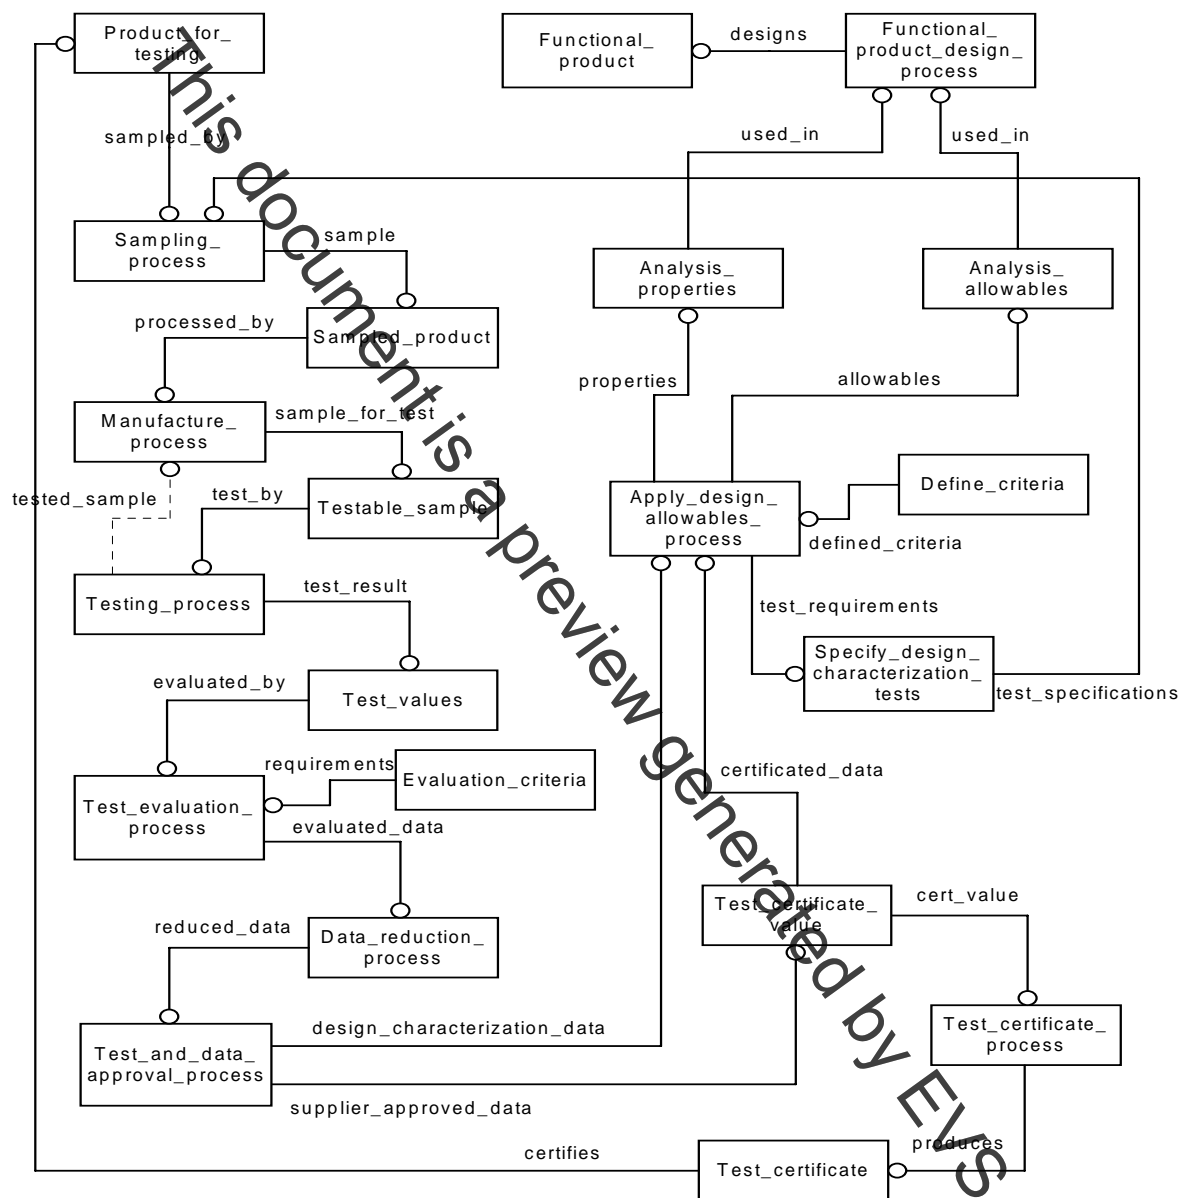 Product_for_
testing
Functional_
product
designs
Functional_
product_design_
process
sampled_by
used_in
used_in
Sampling_
process
sample
Analysis_
properties
Analysis_
allowables
processed_by
Sampled_product
properties
allowables
Manufacture_
process
sample_for_test
tested_sample
test_by
Testable_sample
Apply_design_
allowables_
process
Define_criteria
defined_criteria
Testing_process
test_result
test_requirements
Specify_design_
characterization_
tests
test_specifications
evaluated_by
Test_values
requirements
Evaluation_criteria
certificated_data
Test_evaluation_
process
evaluated_data
Test_certificate_
value
cert_value
reduced_data
Data_reduction_
process
Test_certificate_
process
design_characterization_data
Test_and_data_
approval_process
supplier_approved_data
produces
certifies
Test_certificate
This document is a preview generated by EVS